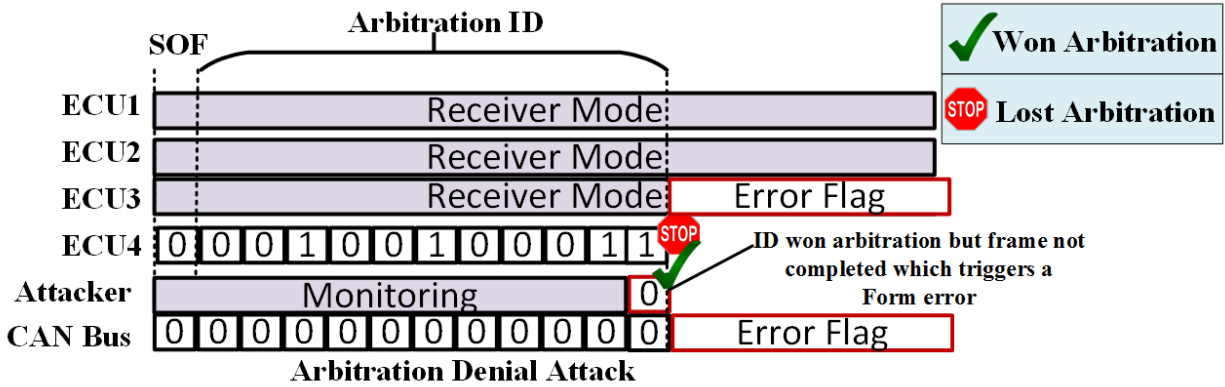 Arbitration ID
SOF
Won Arbitration
STOP Lost Arbitration
ECU1 Receiver Mode
ECU2 Receiver Mode
ECU3 Receiver Mode Error Flag
ECU4 0 0 0 1 0 0 1 0 0 0 1 1 STOP
ID won arbitration but frame not
completed which triggers a
Form error
Attacker Monitoring 0
CAN Bus 0 0 0 0 0 0 0 0 0 0 0 0 Error Flag
Arbitration Denial Attack